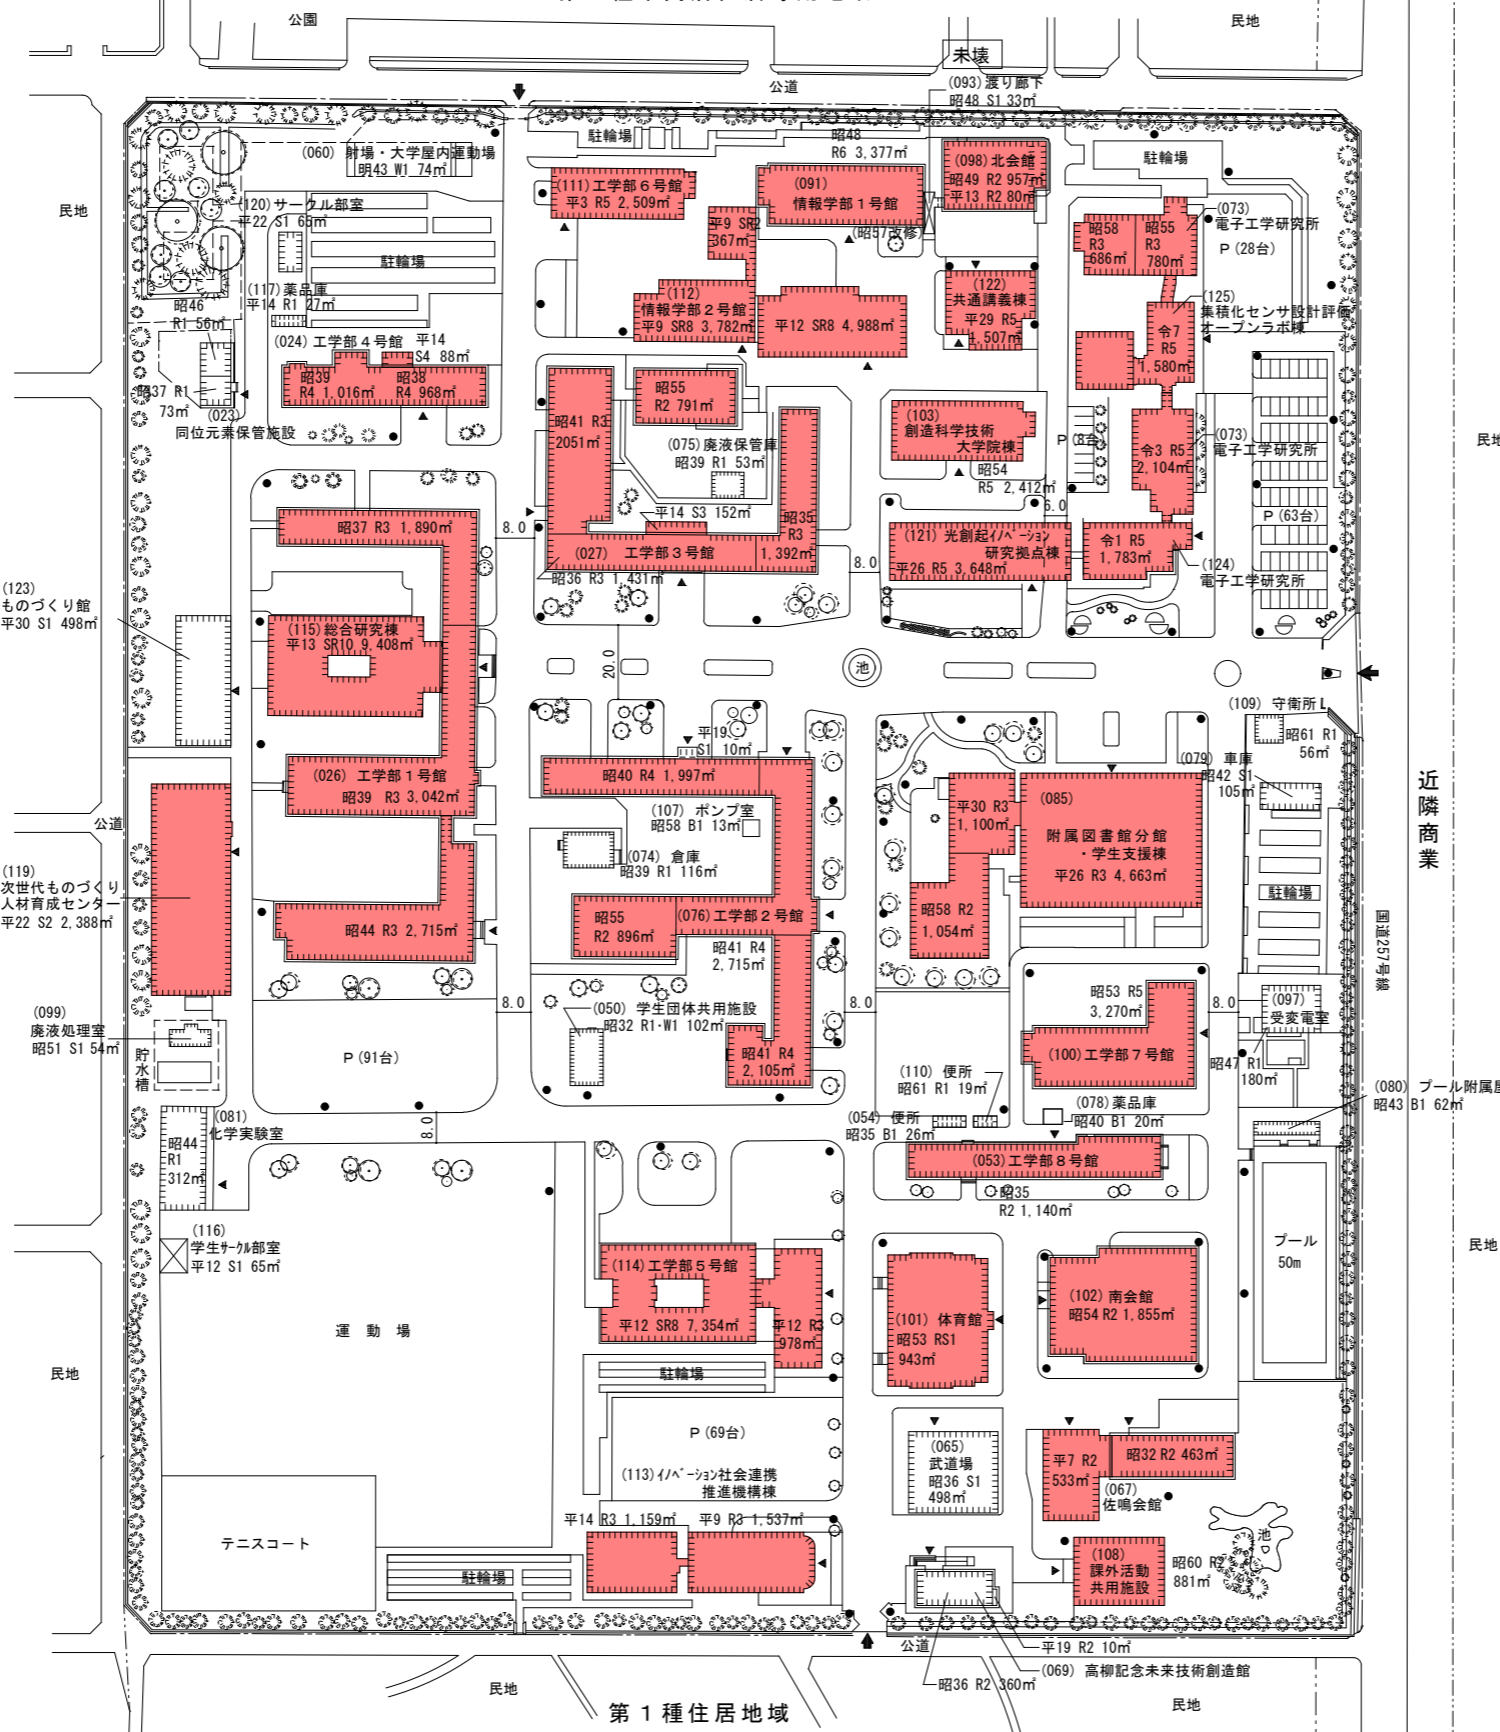 公園
民地
未壊
公道
(093) 渡り廊下
昭48 S1 33㎡
駐輪場
昭48
R6 3,377㎡
(060) 射場・大学屋内運動場
明43 W1 74㎡
(098) 北会館
昭49 R2 957㎡
平13 R2 80㎡
駐輪場
民地
(111) 工学部６号館
平3 R5 2,509㎡
(091)
情報学部１号館
(昭57改修)
(120) サークル部室
平22 S1 65㎡
平9 SR2
367㎡
(073)
電子工学研究所
昭58
R3
686㎡
昭55
R3
780㎡
P (28台)
駐輪場
(117) 薬品庫
平14 R1 27㎡
昭46
R1 56㎡
(112)
情報学部２号館
平9 SR8 3,782㎡
平12 SR8 4,988㎡
(122)
共通講義棟
平29 R5
1,507㎡
(125)
集積化センサ設計評価
オープンラボ棟
令7
R5
1,580㎡
(024) 工学部４号館
平14
S4 88㎡
昭39
R4 1,016㎡
昭38
R4 968㎡
昭37 R1
73㎡
(023)
同位元素保管施設
昭41 R3
2051㎡
昭55
R2 791㎡
(075) 廃液保管庫
昭39 R1 53㎡
(103)
創造科学技術
大学院棟
昭54
R5 2,412㎡
P (8台)
(073)
電子工学研究所
令3 R5
2,104㎡
民地
昭37 R3 1,890㎡
8.0
平14 S3 152㎡
昭35
R3
1,392㎡
(027) 工学部３号館
昭36 R3 1,431㎡
8.0
6.0
(121) 光創起ｲﾉﾍﾞｰｼｮﾝ
研究拠点棟
平26 R5 3,648㎡
令1 R5
1,783㎡
(124)
電子工学研究所
P (63台)
(123)
ものづくり館
平30 S1 498㎡
(115) 総合研究棟
平13 SR10 9,408㎡
20.0
池
(109) 守衛所
昭61 R1
56㎡
平19
S1 10㎡
(026) 工学部１号館
昭39 R3 3,042㎡
昭40 R4 1,997㎡
(079) 車庫
昭42 S1
105㎡
平30 R3
1,100㎡
(085)
附属図書館分館
・学生支援棟
平26 R3 4,663㎡
近隣商業
公道
(107) ポンプ室
昭58 B1 13㎡
(074) 倉庫
昭39 R1 116㎡
(119)
次世代ものづくり
人材育成センター
平22 S2 2,388㎡
昭44 R3 2,715㎡
昭55
R2 896㎡
(076) 工学部２号館
昭41 R4
2,715㎡
昭58 R2
1,054㎡
駐輪場
国道257号線
(099)
廃液処理室
昭51 S1 54㎡
貯水槽
8.0
P (91台)
(050) 学生団体共用施設
昭32 R1・W1 102㎡
昭41 R4
2,105㎡
8.0
昭53 R5
3,270㎡
(100) 工学部７号館
8.0
(097)
受変電室
昭47 R1
180㎡
(110) 便所
昭61 R1 19㎡
(054) 便所
昭35 B1 26㎡
(078) 薬品庫
昭40 B1 20㎡
(080) プール附属屋
昭43 B1 62㎡
(081)
化学実験室
昭44
R1
312㎡
8.0
(053) 工学部８号館
昭35
R2 1,140㎡
(116)
学生ｻｰｸﾙ部室
平12 S1 65㎡
プール
50m
民地
(114) 工学部５号館
平12 SR8 7,354㎡
平12 R3
978㎡
(101) 体育館
昭53 RS1
943㎡
(102) 南会館
昭54 R2 1,855㎡
運動場
民地
駐輪場
P (69台)
(113) ｲﾉﾍﾞｰｼｮﾝ社会連携
推進機構棟
平14 R3 1,159㎡
平9 R3 1,537㎡
(065)
武道場
昭36 S1
498㎡
平7 R2
533㎡
昭32 R2 463㎡
(067)
佐鳴会館
テニスコート
駐輪場
(108)
課外活動
共用施設
昭60 R2
881㎡
池
公道
平19 R2 10㎡
(069) 高柳記念未来技術創造館
昭36 R2 360㎡
民地
第１種住居地域
民地